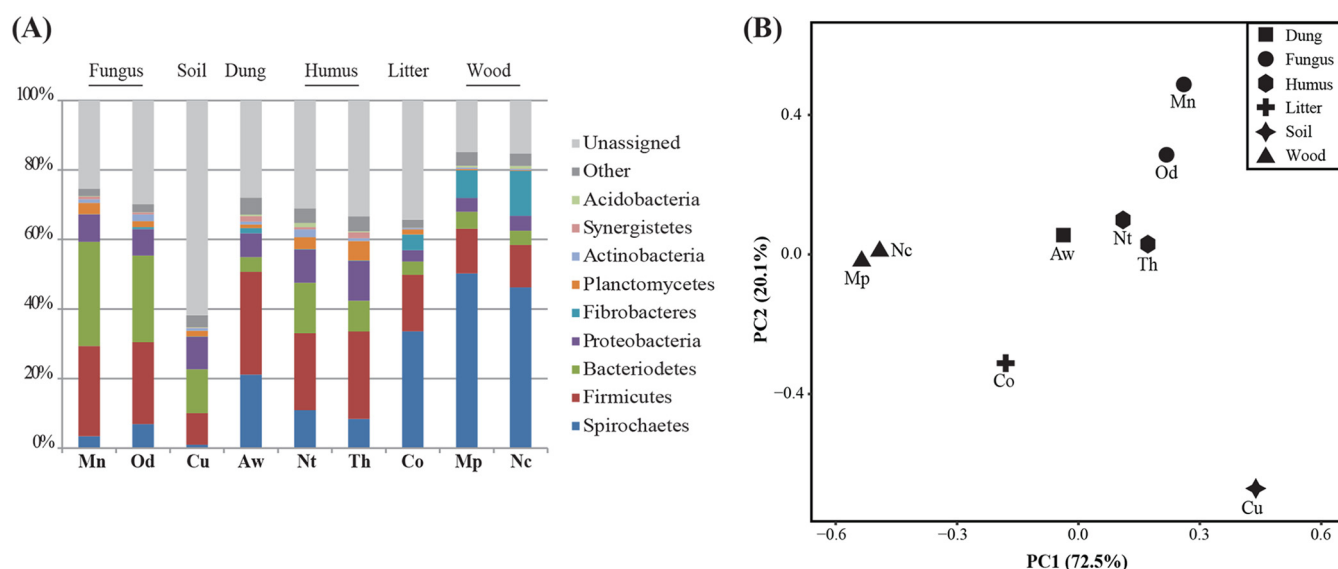 (A)
Fungus Soil Dung Humus Litter Wood
100%
80%
60%
40%
20%
0%
Mn Od Cu Aw Nt Th Co Mp Nc
Unassigned
Other
Acidobacteria
Synergistetes
Actinobacteria
Planctomycetes
Fibrobacteres
Proteobacteria
Bacteriodetes
Firmicutes
Spirochaetes
(B)
PC2 (20.1%)
0.4
0.0
−0.4
Mn
Od
Nt
Th
Aw
Nc
Mp
Co
Cu
Dung
Fungus
Humus
Litter
Soil
Wood
−0.6 −0.3 0.0 0.3 0.6
PC1 (72.5%)